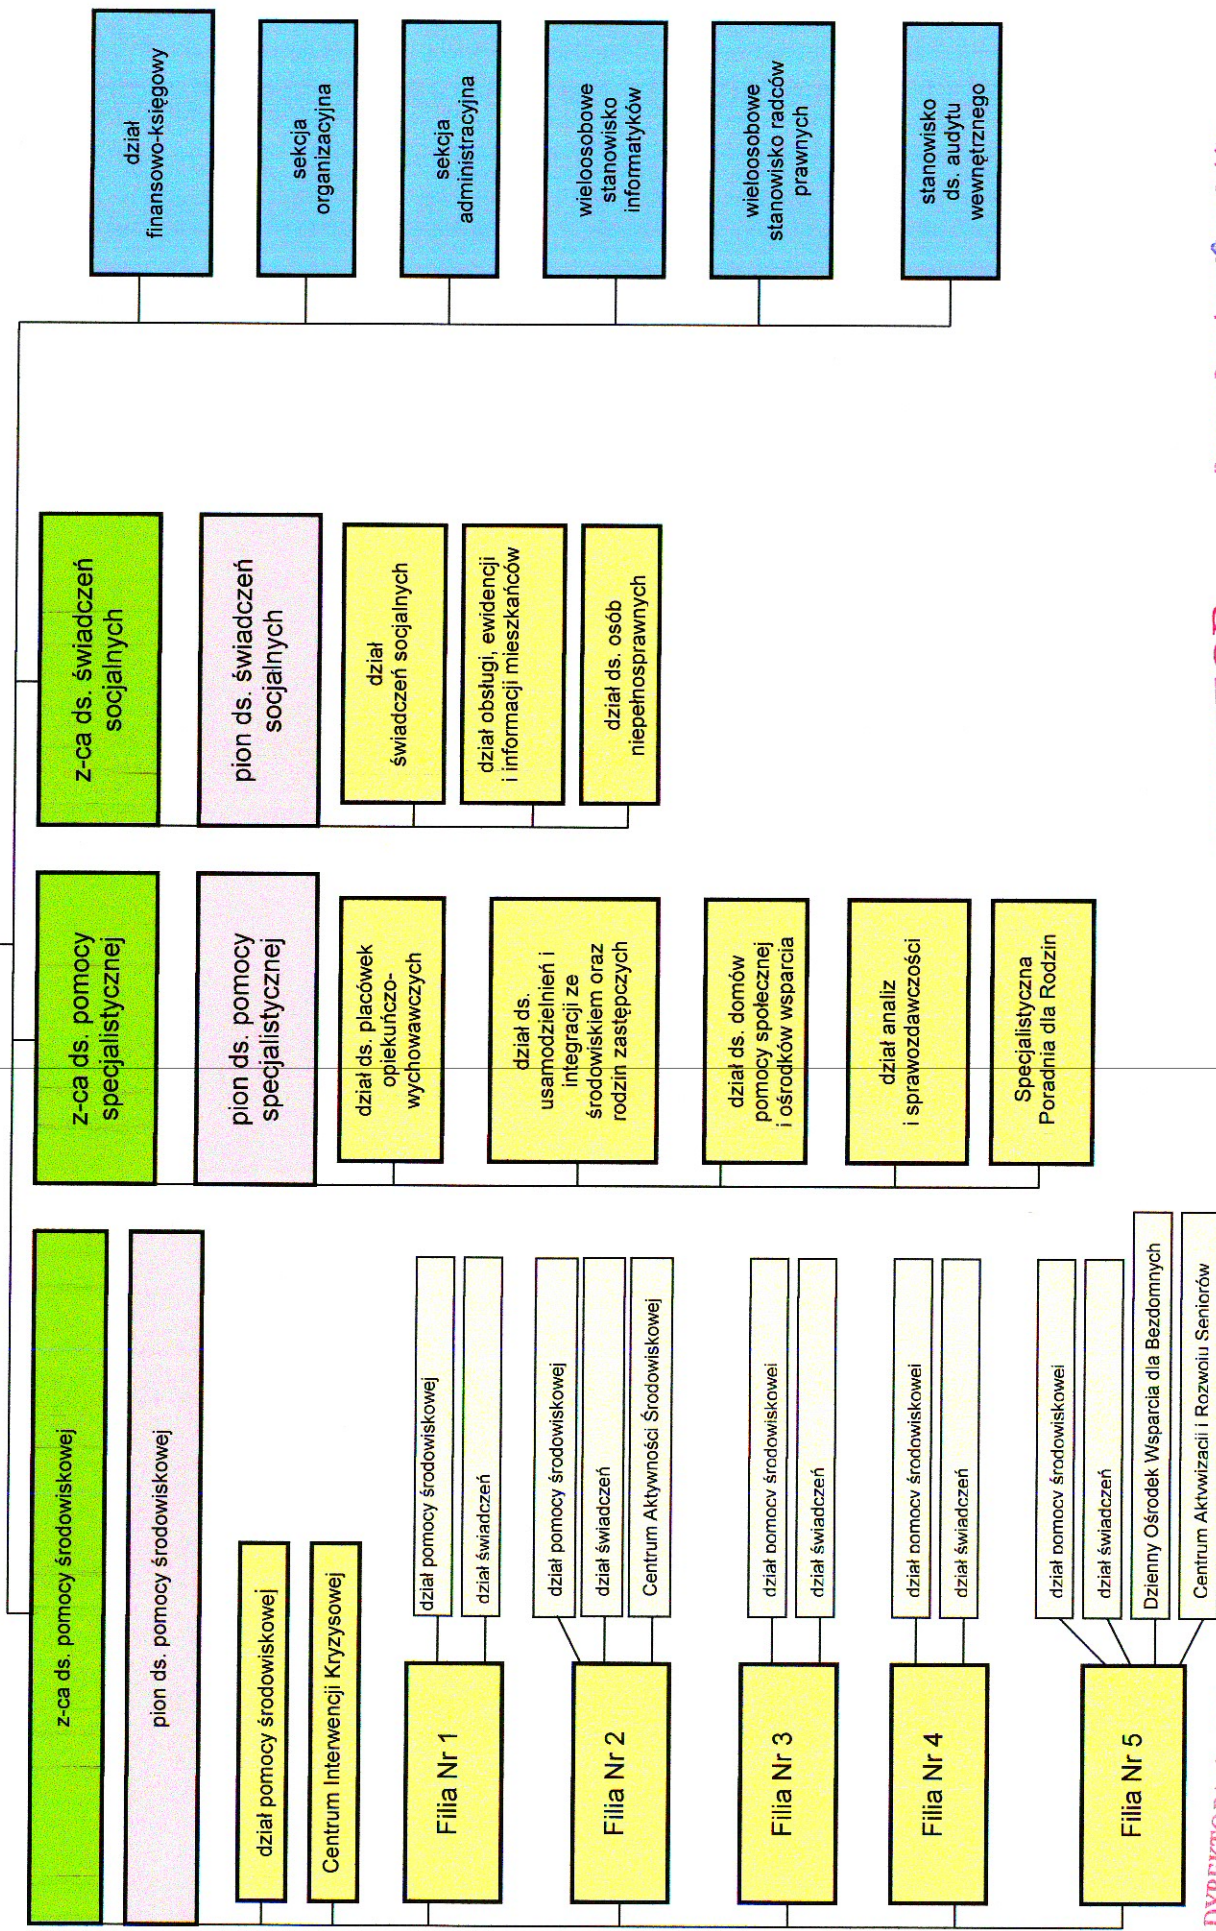 z-ca ds. pomocy środowiskowej
pion ds. pomocy środowiskowej
dział pomocy środowiskowej
Centrum Interwencji Kryzysowej
Filia Nr 1
dział pomocy środowiskowej
dział świadczeń
Filia Nr 2
dział pomocy środowiskowej
dział świadczeń
Centrum Aktywności Środowiskowej
Filia Nr 3
dział pomocy środowiskowej
dział świadczeń
Filia Nr 4
dział pomocy środowiskowej
dział świadczeń
Filia Nr 5
dział pomocy środowiskowej
dział świadczeń
Dzienny Ośrodek Wsparcia dla Bezdomnych
Centrum Aktywizacji i Rozwoju Seniorów
z-ca ds. pomocy
specjalistycznej
pion ds. pomocy
specjalistycznej
dział ds. placówek
opiekuńczo-
wychowawczych
dział ds.
usamodzielnień i
integracji ze
środowiskiem oraz
rodzin zastępczych
dział ds. domów
pomocy społecznej
i ośrodków wsparcia
dział analiz
i sprawozdawczości
Specjalistyczna
Poradnia dla Rodzin
z-ca ds. świadczeń
socjalnych
pion ds. świadczeń
socjalnych
dział
świadczeń socjalnych
dział obsługi, ewidencji
i informacji mieszkańców
dział ds. osób
niepełnosprawnych
dział
finansowo-księgowy
sekcja
organizacyjna
sekcja
administracyjna
wieloosobowe
stanowisko
informatyków
wieloosobowe
stanowisko radców
prawnych
stanowisko
ds. audytu
wewnętrznego